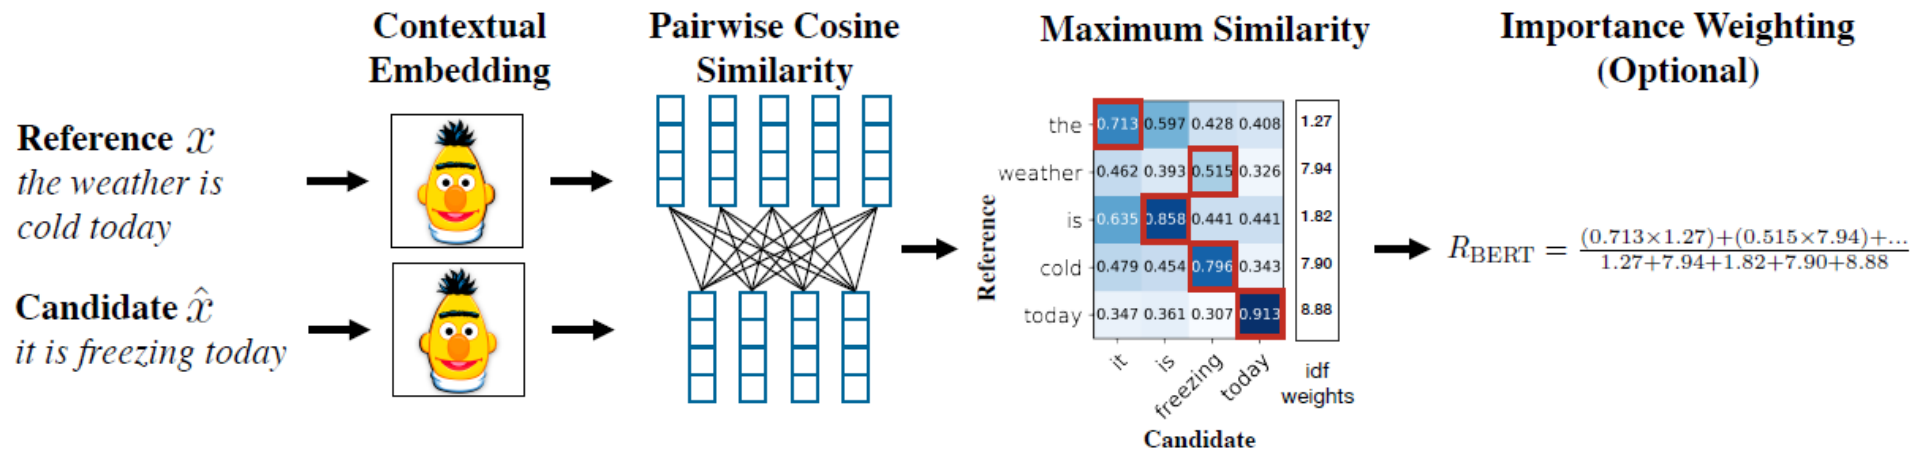 Contextual
Embedding
Pairwise Cosine
Similarity
Maximum Similarity
Importance Weighting
(Optional)
Reference x
the weather is
cold today
Candidate x̂
it is freezing today
Reference
the 0.713 0.597 0.428 0.408 1.27
weather 0.462 0.393 0.515 0.326 7.94
is 0.635 0.858 0.441 0.441 1.82
cold 0.479 0.454 0.796 0.343 7.90
today 0.347 0.361 0.307 0.913 8.88
it is freezing today
idf
weights
Candidate
R_BERT = (0.713×1.27)+(0.515×7.94)+...
1.27+7.94+1.82+7.90+8.88